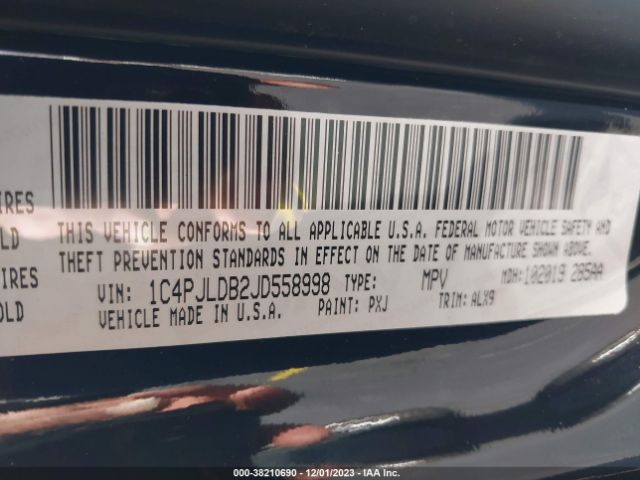 IRES
OLD
IRES
OLD
THIS VEHICLE CONFORMS TO ALL APPLICABLE U.S.A. FEDERAL MOTOR VEHICLE SAFETY AND
THEFT PREVENTION STANDARDS IN EFFECT ON THE DATE OF MANUFACTURE SHOWN ABOVE.
VIN: 1C4PJLDB2JD558998 TYPE: MPV MDH:102019 285AA
VEHICLE MADE IN U.S.A. PAINT: PXJ TRIM: ALX9
000-38210690 - 12/01/2023 - IAA Inc.